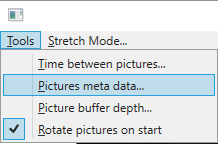 Tools Stretch Mode...
Time between pictures...
Pictures meta data...
Picture buffer depth...
Rotate pictures on start